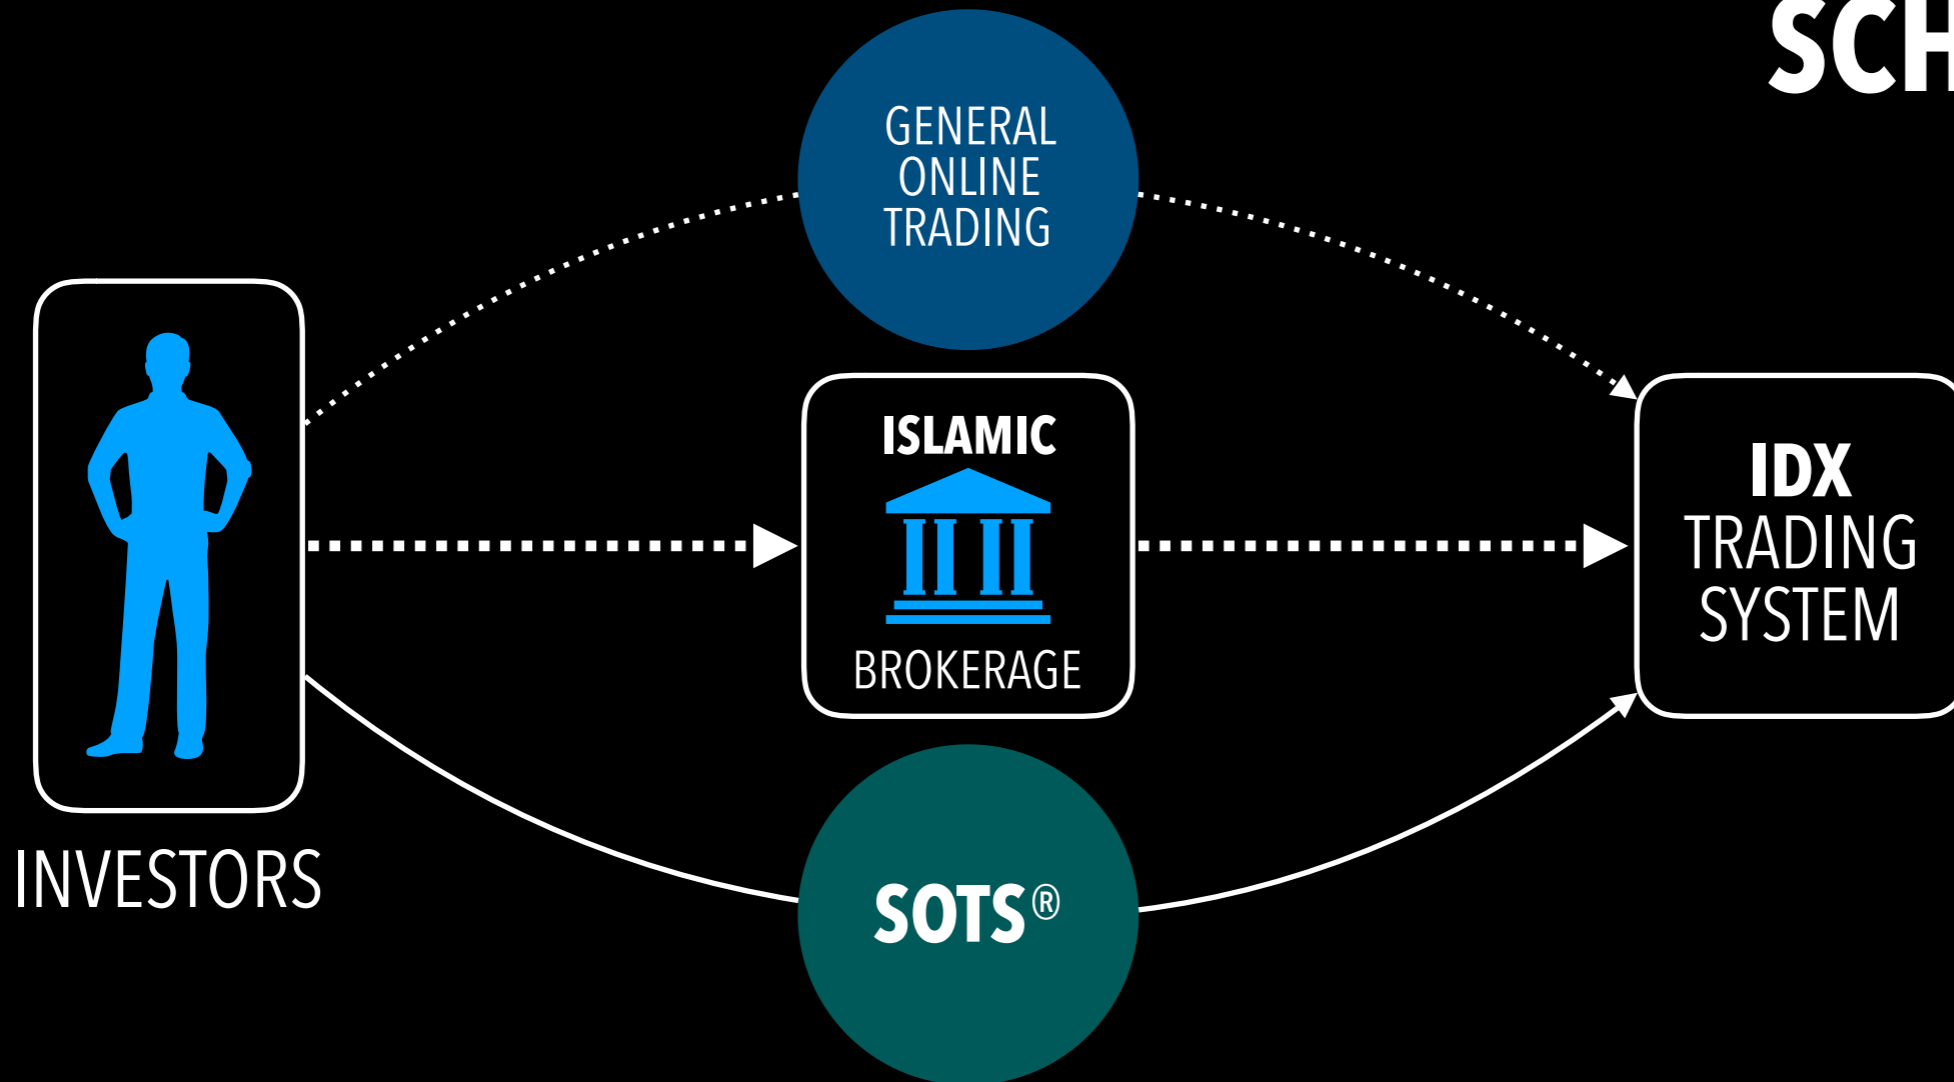 SCH
GENERAL
ONLINE
TRADING
ISLAMIC
BROKERAGE
IDX
TRADING
SYSTEM
INVESTORS
SOTS®